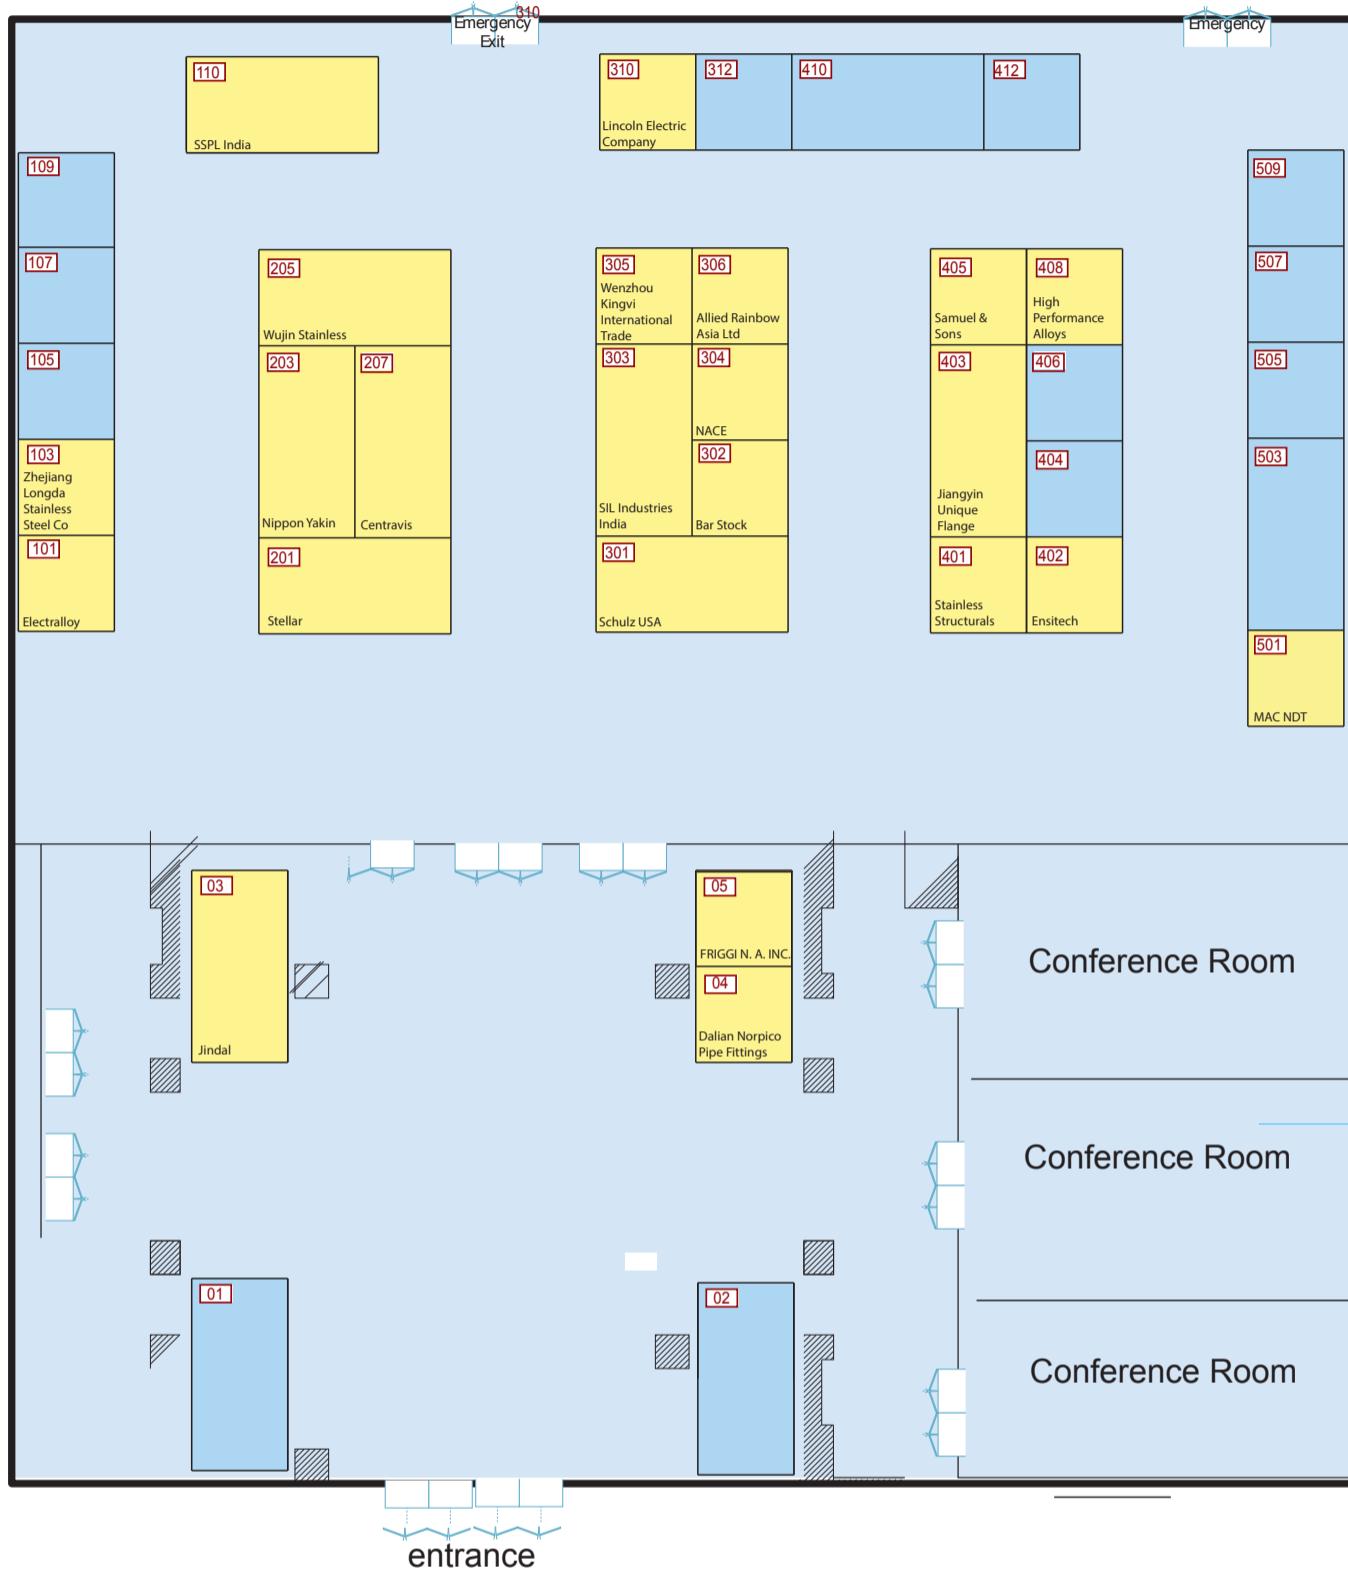 310
Emergency
Exit
Emergency
110
SSPL India
310
Lincoln Electric
Company
312
410
412
109
107
105
103
Zhejiang
Longda
Stainless
Steel Co
101
Electralloy
205
Wujin Stainless
203
Nippon Yakin
207
Centravis
201
Stellar
305
Wenzhou
Kingvi
International
Trade
306
Allied Rainbow
Asia Ltd
303
SIL Industries
India
304
NACE
302
Bar Stock
301
Schulz USA
405
Samuel &
Sons
408
High
Performance
Alloys
403
Jiangyin
Unique
Flange
406
404
401
Stainless
Structurals
402
Ensitech
509
507
505
503
501
MAC NDT
03
Jindal
05
FRIGGI N. A. INC.
04
Dalian Norpico
Pipe Fittings
Conference Room
Conference Room
Conference Room
01
02
entrance